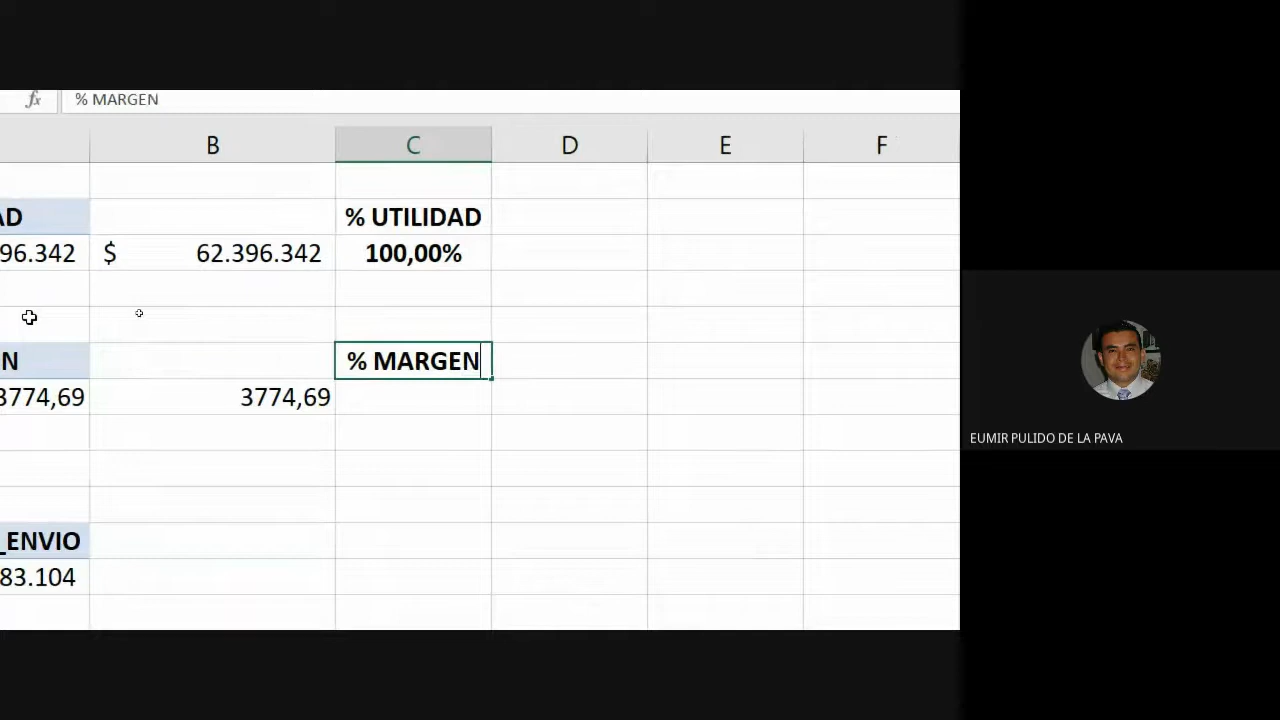 fx % MARGEN
B C D E F
AD % UTILIDAD
96.342 $ 62.396.342 100,00%
N % MARGEN
3774,69 3774,69
_ENVIO
83.104
EUMIR PULIDO DE LA PAVA